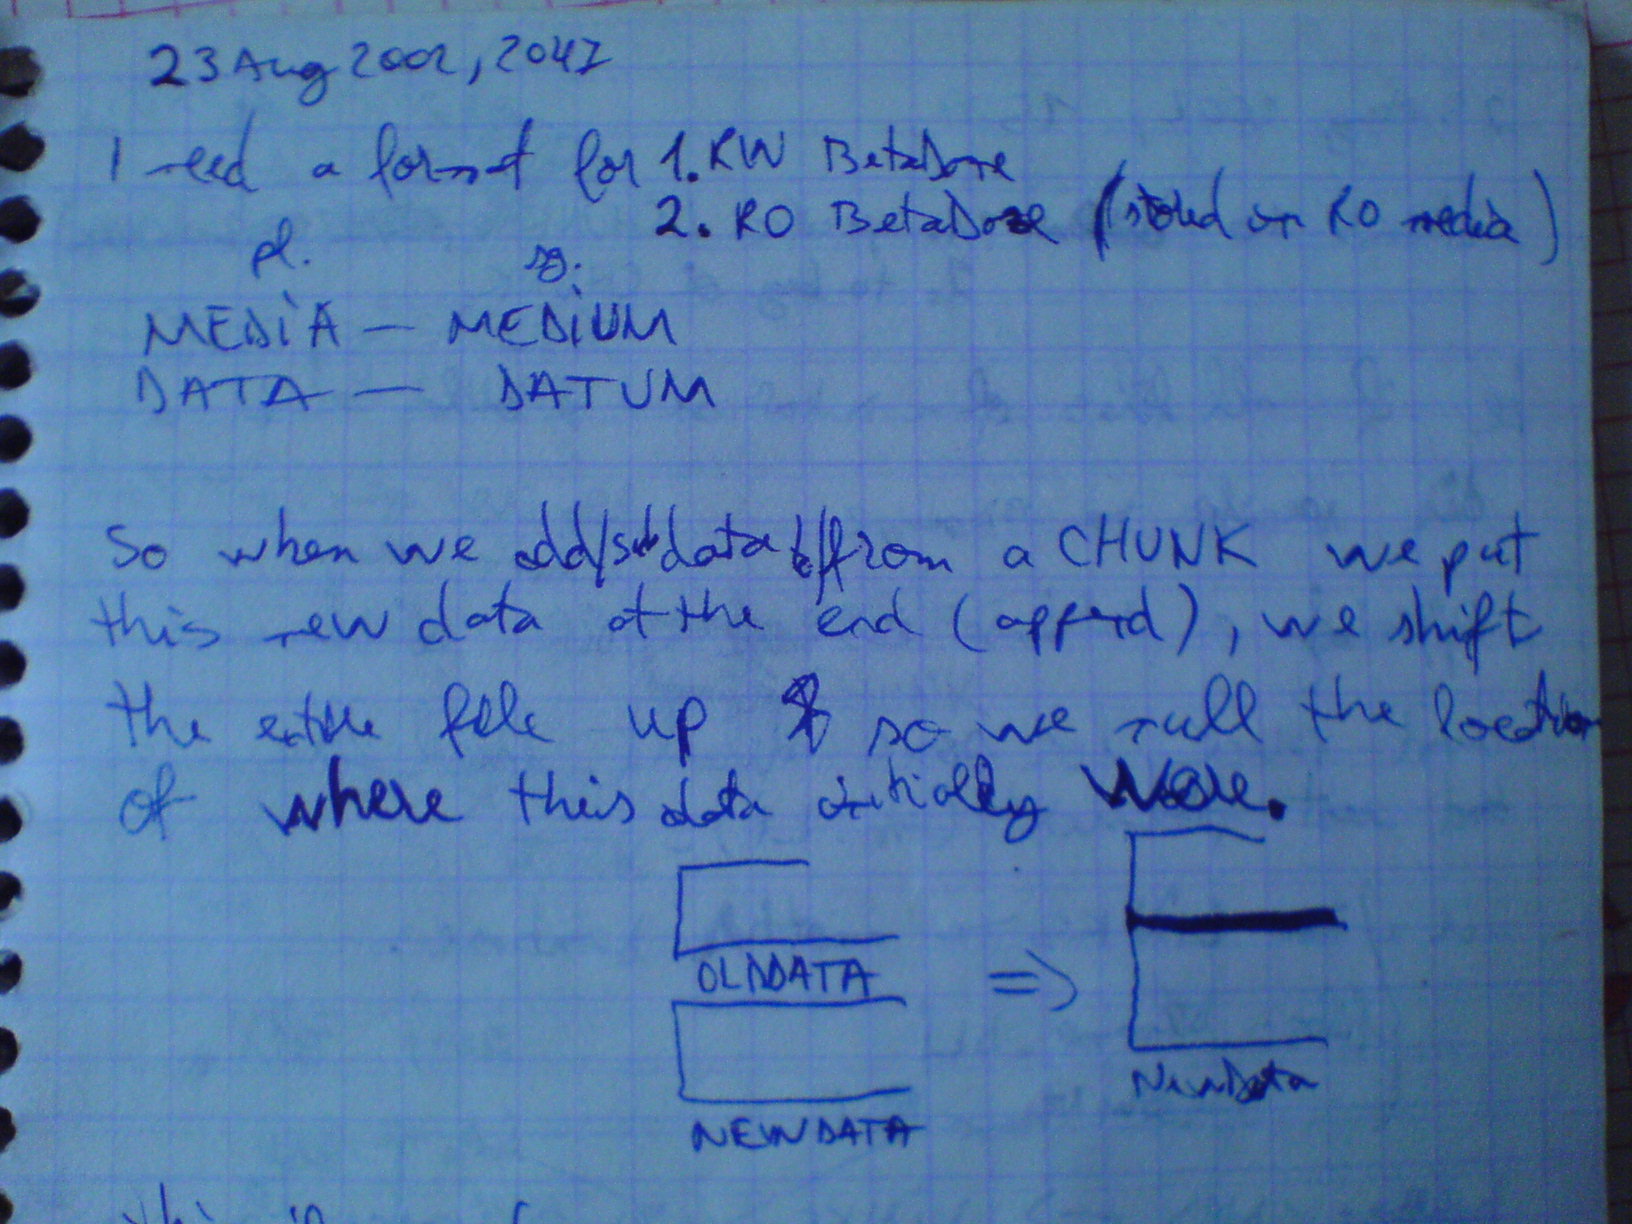 23 Aug 2002, 2047
I need a format for 1. RW BetaDone
2. RO BetaDone (stored on RO media)
pl. sg.
MEDiA — MEDiUM
DATA — DATUM
So when we add/sub data to/from a CHUNK we put
this new data at the end (append), we shift
the entire file up so we null the location
of where this data initially were.
OLDDATA => 
NEWDATA NewData